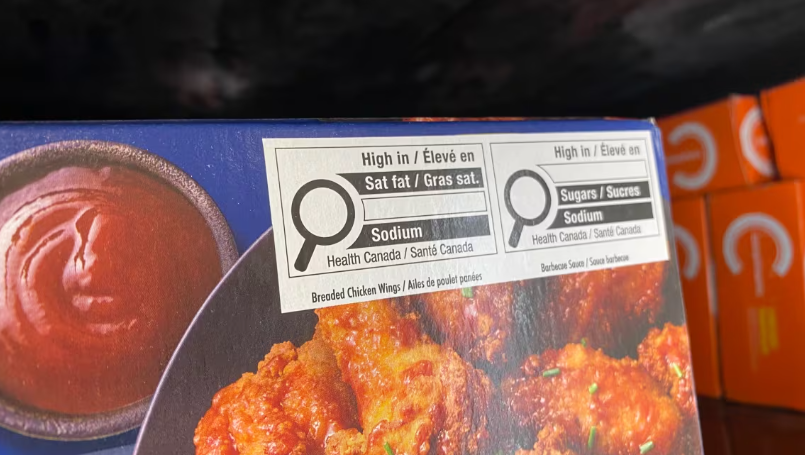 High in / Élevé en
Sat fat / Gras sat.
Sodium
Health Canada / Santé Canada
Breaded Chicken Wings / Ailes de poulet panées
High in / Élevé en
Sugars / Sucres
Sodium
Health Canada / Santé Canada
Barbecue Sauce / Sauce barbecue